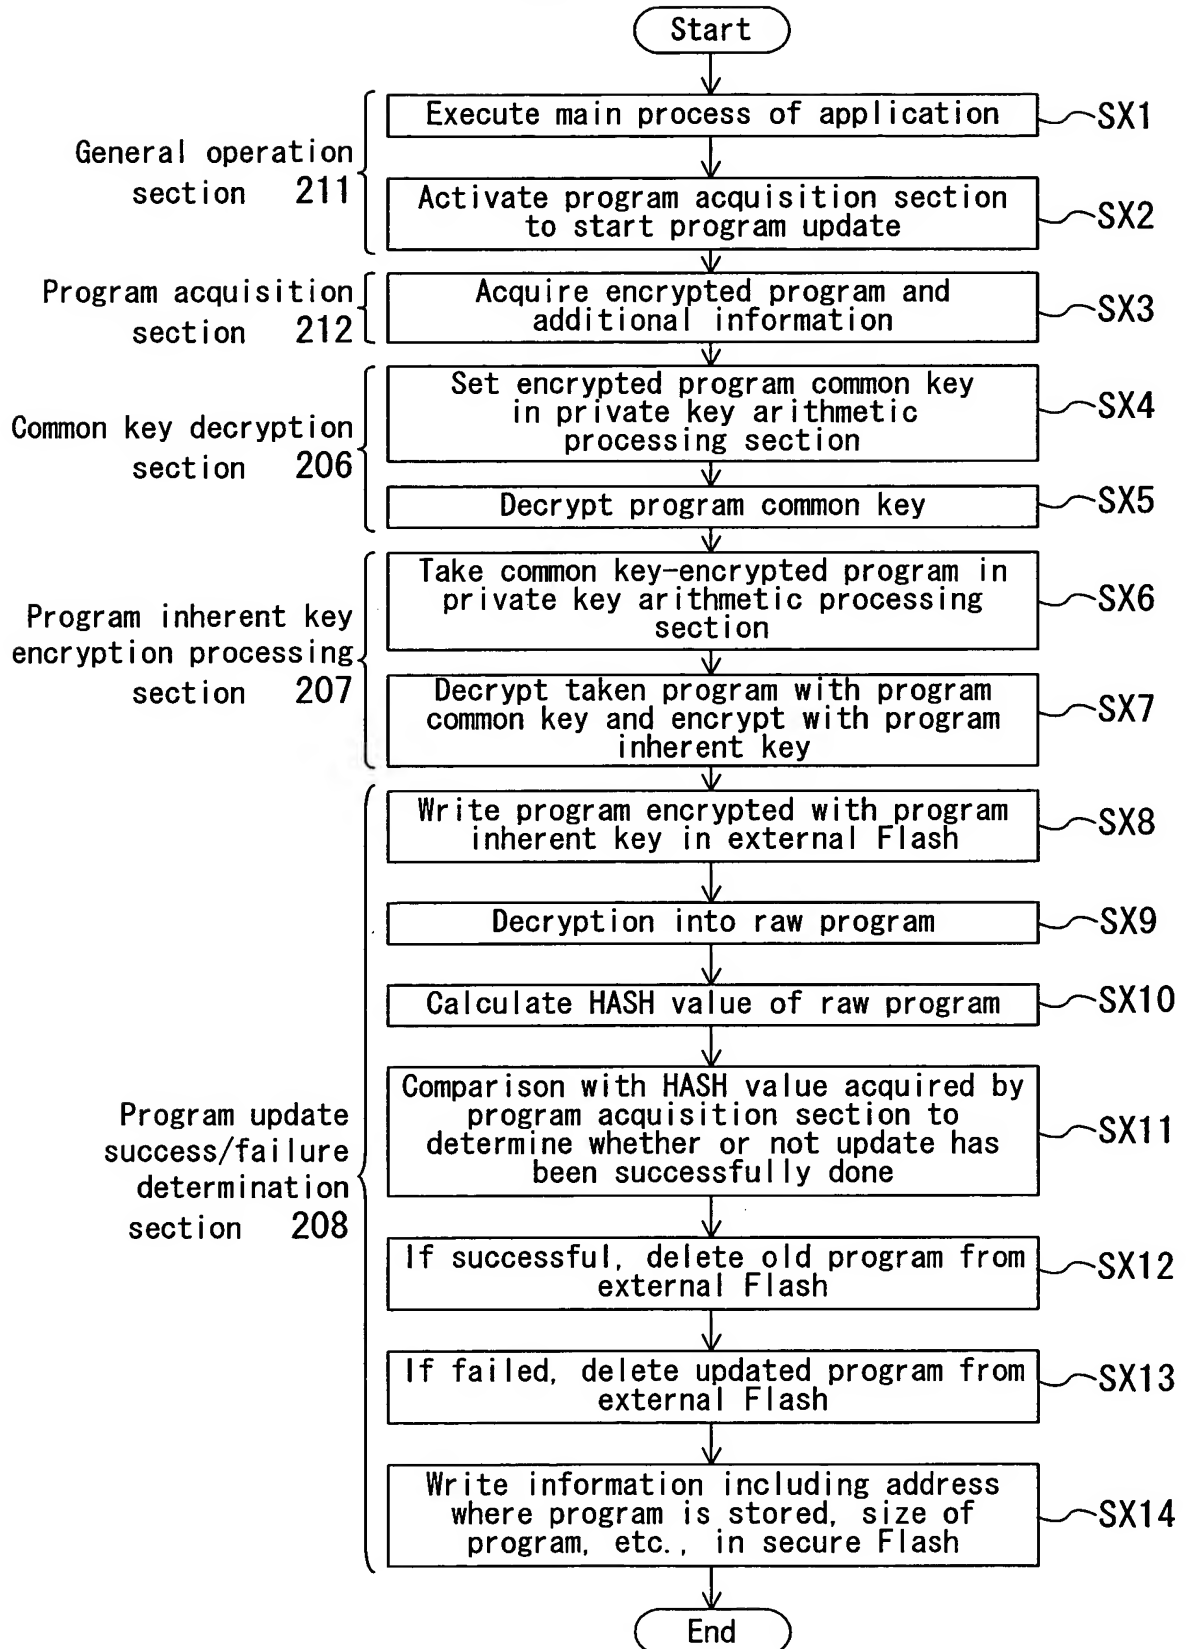 Start
Execute main process of application
SX1
General operation
section 211
Activate program acquisition section
to start program update
SX2
Program acquisition
section 212
Acquire encrypted program and
additional information
SX3
Common key decryption
section 206
Set encrypted program common key
in private key arithmetic
processing section
SX4
Decrypt program common key
SX5
Program inherent key
encryption processing
section 207
Take common key-encrypted program in
private key arithmetic processing
section
SX6
Decrypt taken program with program
common key and encrypt with program
inherent key
SX7
Write program encrypted with program
inherent key in external Flash
SX8
Decryption into raw program
SX9
Calculate HASH value of raw program
SX10
Program update
success/failure
determination
section 208
Comparison with HASH value acquired by
program acquisition section to
determine whether or not update has
been successfully done
SX11
If successful, delete old program from
external Flash
SX12
If failed, delete updated program from
external Flash
SX13
Write information including address
where program is stored, size of
program, etc., in secure Flash
SX14
End